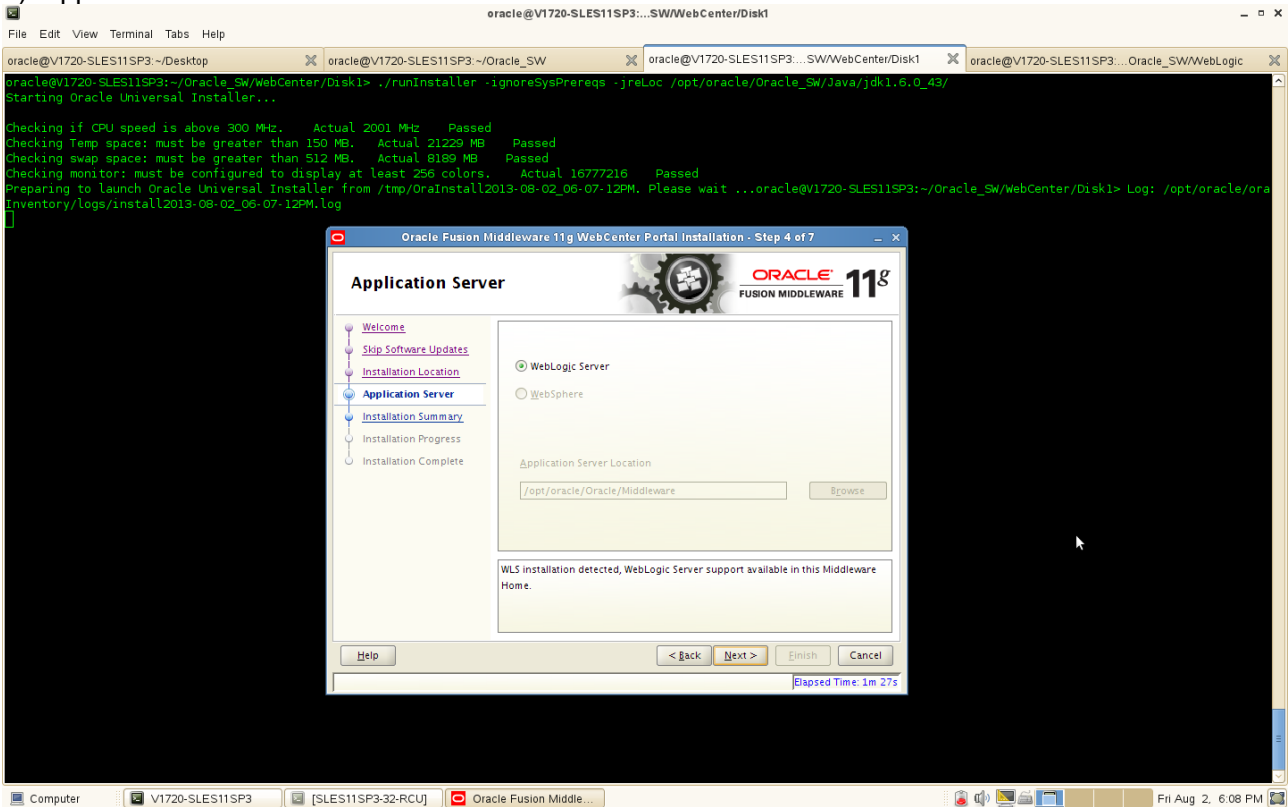 oracle@V1720-SLES11SP3:...SW/WebCenter/Disk1
File Edit View Terminal Tabs Help
oracle@V1720-SLES11SP3:~/Desktop
oracle@V1720-SLES11SP3:~/Oracle_SW
oracle@V1720-SLES11SP3:...SW/WebCenter/Disk1
oracle@V1720-SLES11SP3:...Oracle_SW/WebLogic
oracle@V1720-SLES11SP3:~/Oracle_SW/WebCenter/Disk1> ./runInstaller -ignoreSysPrereqs -jreLoc /opt/oracle/Oracle_SW/Java/jdk1.6.0_43/
Starting Oracle Universal Installer...
Checking if CPU speed is above 300 MHz. Actual 2001 MHz Passed
Checking Temp space: must be greater than 150 MB. Actual 21229 MB Passed
Checking swap space: must be greater than 512 MB. Actual 8189 MB Passed
Checking monitor: must be configured to display at least 256 colors. Actual 16777216 Passed
Preparing to launch Oracle Universal Installer from /tmp/OraInstall2013-08-02_06-07-12PM. Please wait ...oracle@V1720-SLES11SP3:~/Oracle_SW/WebCenter/Disk1> Log: /opt/oracle/ora
Inventory/logs/install2013-08-02_06-07-12PM.log
Oracle Fusion Middleware 11g WebCenter Portal Installation - Step 4 of 7
Application Server
ORACLE
FUSION MIDDLEWARE 11g
Welcome
Skip Software Updates
Installation Location
Application Server
Installation Summary
Installation Progress
Installation Complete
WebLogic Server
WebSphere
Application Server Location
/opt/oracle/Oracle/Middleware
Browse
WLS installation detected, WebLogic Server support available in this Middleware
Home.
Help
< Back
Next >
Finish
Cancel
Elapsed Time: 1m 27s
Computer
V1720-SLES11SP3
[SLES11SP3-32-RCU]
Oracle Fusion Middle...
Fri Aug 2, 6:08 PM